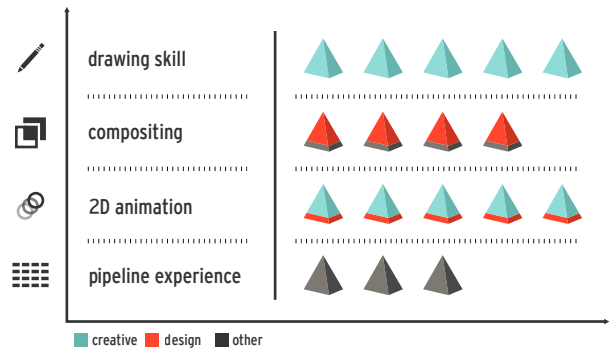 drawing skill
compositing
2D animation
pipeline experience
creative design other